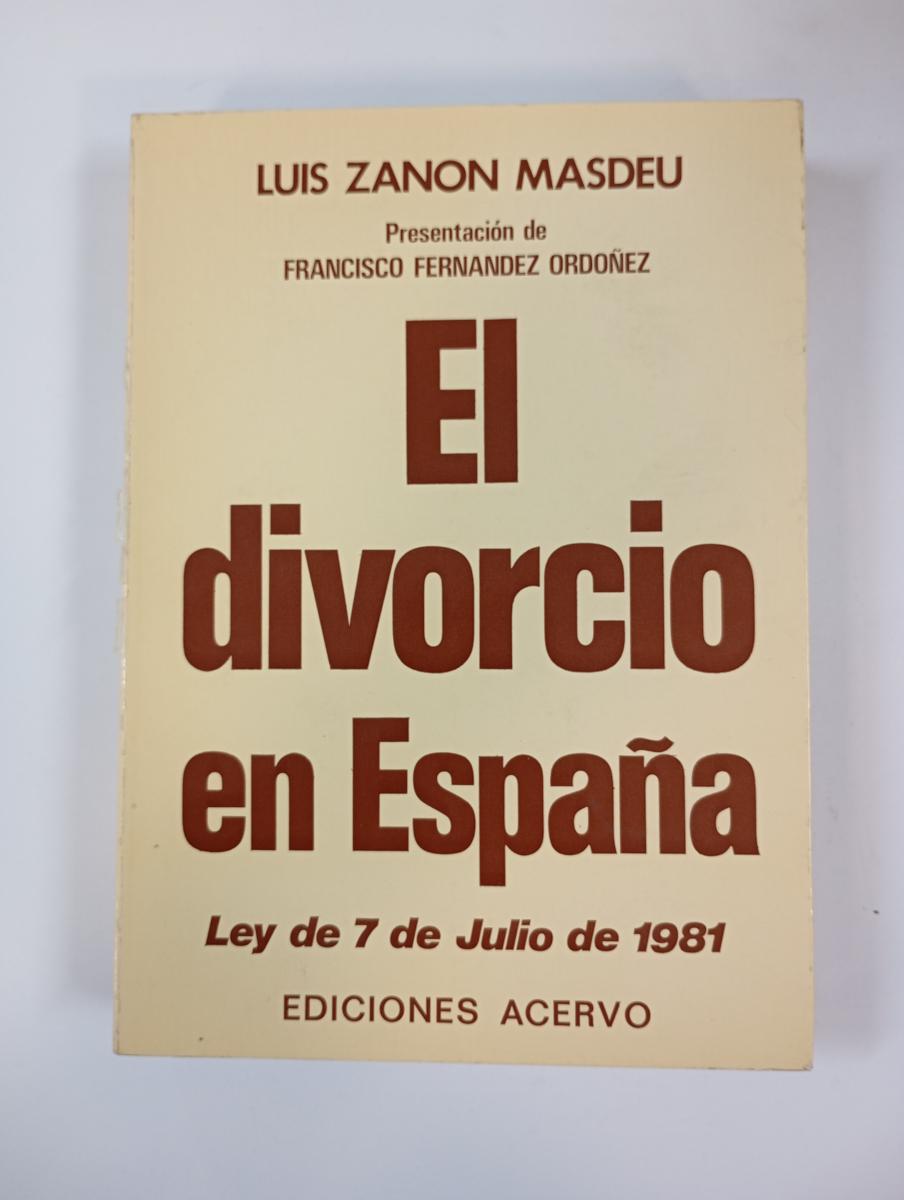 LUIS ZANON MASDEU
Presentación de
FRANCISCO FERNANDEZ ORDOÑEZ
El
divorcio
en España
Ley de 7 de Julio de 1981
EDICIONES ACERVO